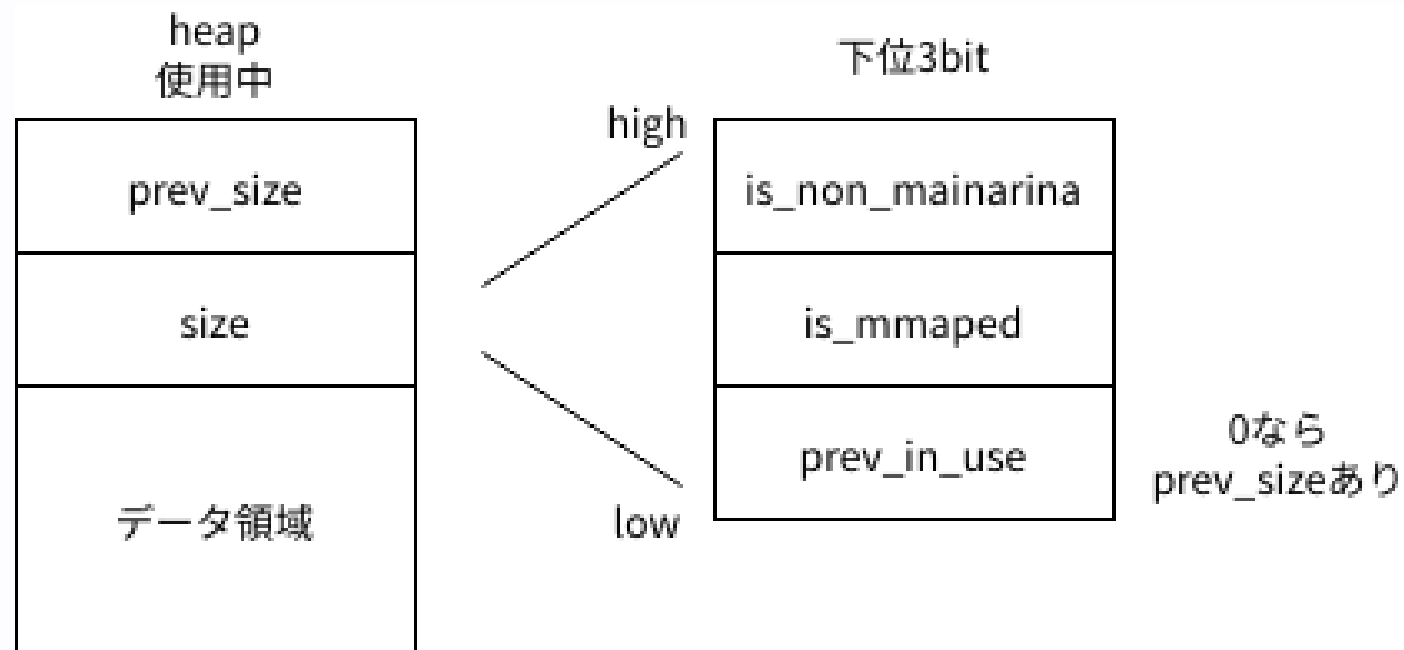 heap
使用中
prev_size
size
データ領域
下位3bit
high
low
is_non_mainarina
is_mmaped
prev_in_use
0なら
prev_sizeあり